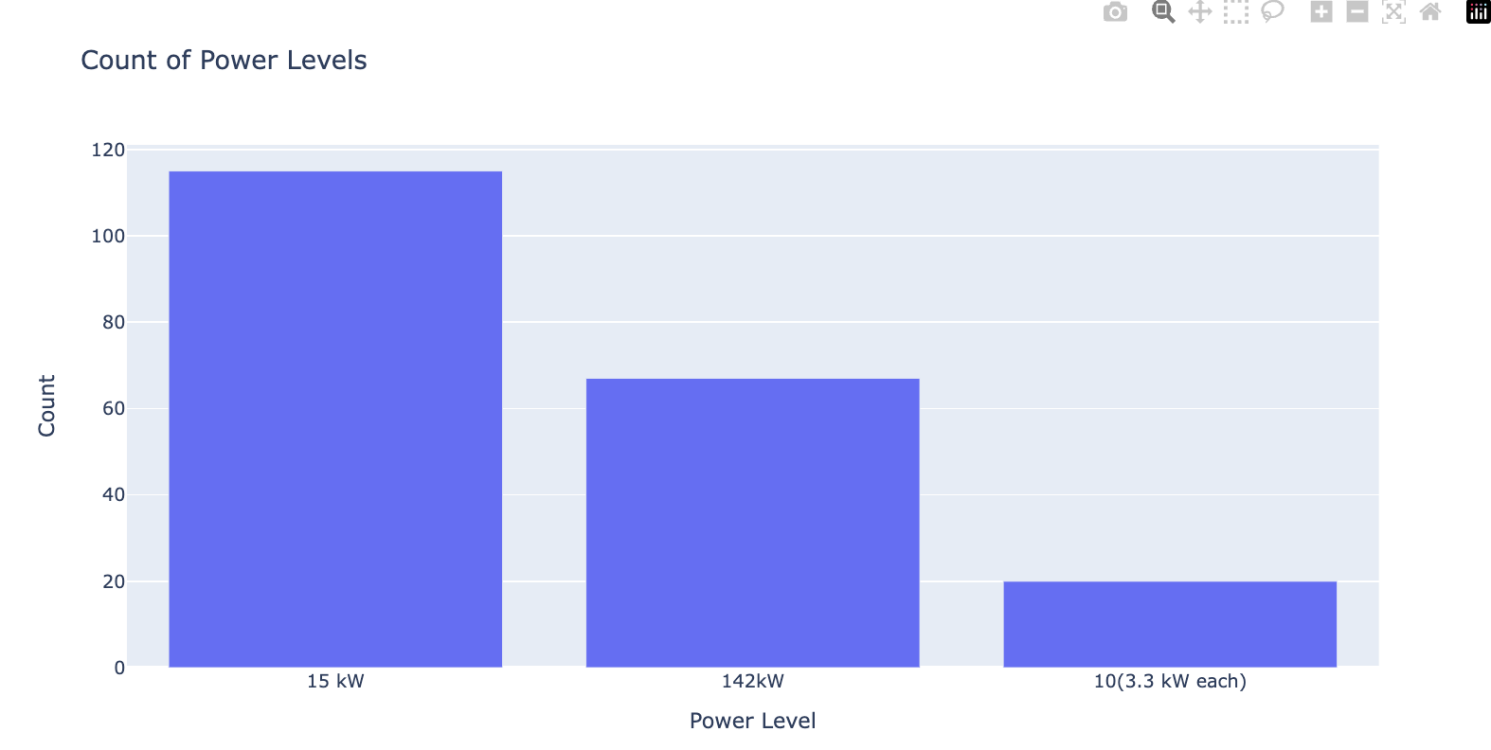 Count of Power Levels
120
100
80
60
40
20
0
Count
15 kW
142kW
10(3.3 kW each)
Power Level